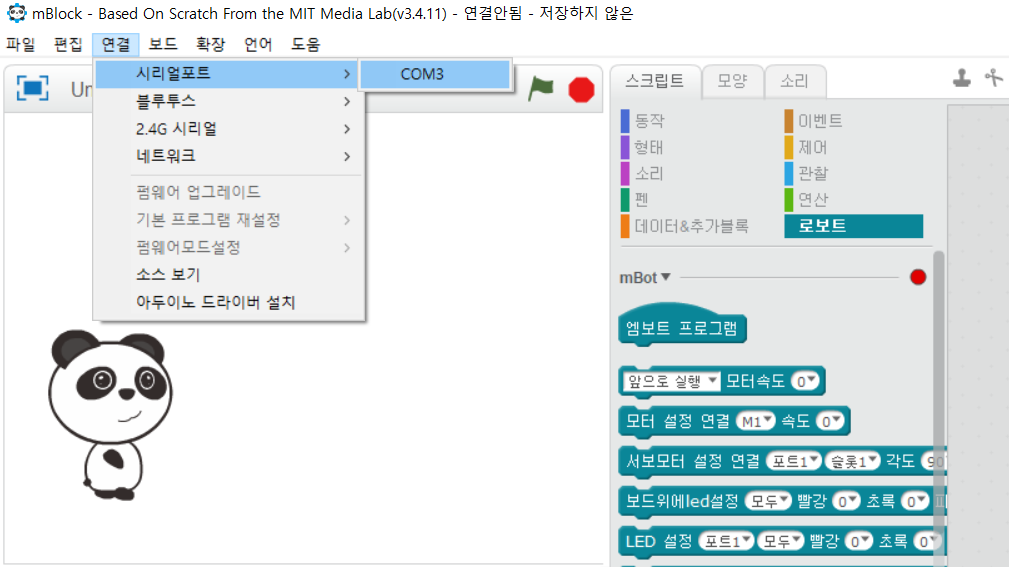 mBlock - Based On Scratch From the MIT Media Lab(v3.4.11) - 연결안됨 - 저장하지 않은
파일 편집 연결 보드 확장 언어 도움
시리얼포트
COM3
블루투스
2.4G 시리얼
네트워크
펌웨어 업그레이드
기본 프로그램 재설정
펌웨어모드설정
소스 보기
아두이노 드라이버 설치
Un
스크립트 모양 소리
동작 이벤트
형태 제어
소리 관찰
펜 연산
데이터&추가블록 로보트
mBot
엠보트 프로그램
앞으로 실행 모터속도 0
모터 설정 연결 M1 속도 0
서보모터 설정 연결 포트1 슬롯1 각도 90
보드위에led설정 모두 빨강 0 초록 0
LED 설정 포트1 모두 빨강 0 초록 0